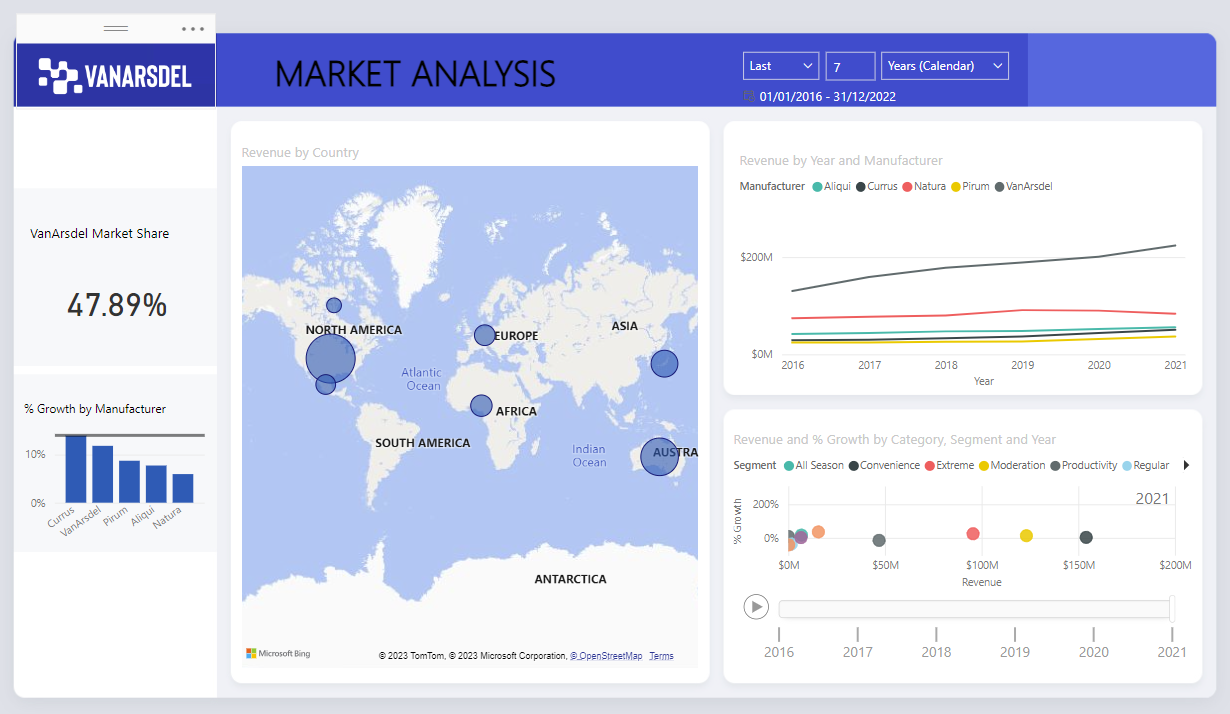 VANARSDEL
MARKET ANALYSIS
Last 7 Years (Calendar)
01/01/2016 - 31/12/2022
VanArsdel Market Share
47.89%
% Growth by Manufacturer
10%
0%
Currus VanArsdel Pirum Aliqui Natura
Revenue by Country
NORTH AMERICA
EUROPE
ASIA
Atlantic
Ocean
AFRICA
SOUTH AMERICA
Indian
Ocean
AUSTRA
ANTARCTICA
Microsoft Bing
© 2023 TomTom, © 2023 Microsoft Corporation, © OpenStreetMap Terms
Revenue by Year and Manufacturer
Manufacturer Aliqui Currus Natura Pirum VanArsdel
$200M
$0M
2016 2017 2018 2019 2020 2021
Year
Revenue and % Growth by Category, Segment and Year
Segment All Season Convenience Extreme Moderation Productivity Regular
2021
% Growth
200%
0%
$0M $50M $100M $150M $200M
Revenue
2016 2017 2018 2019 2020 2021